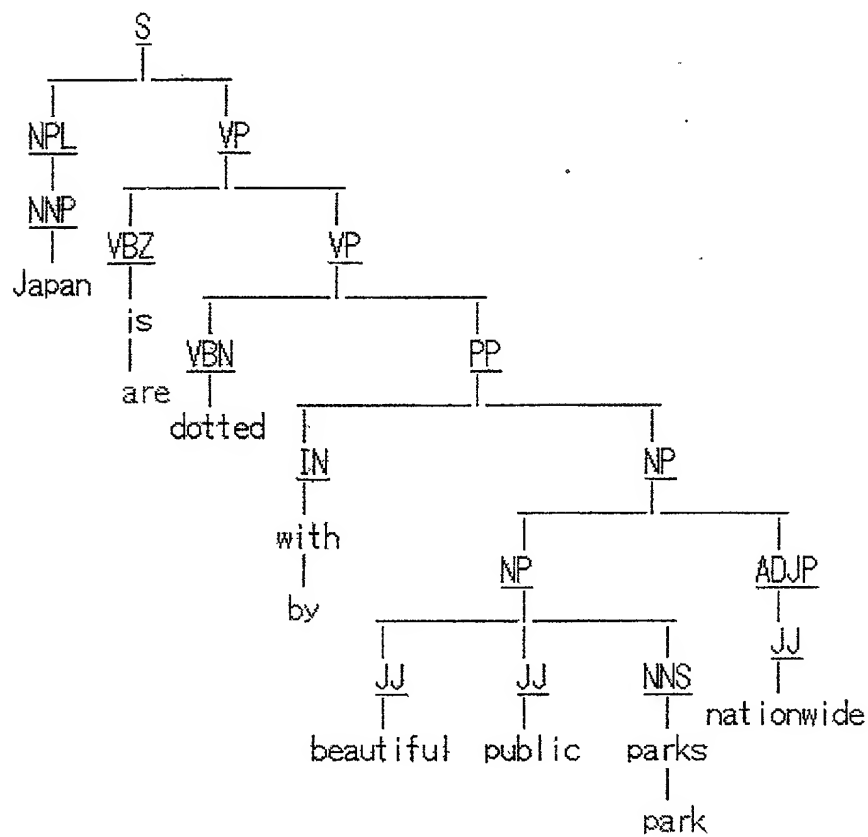 S
NPL VP
NNP VBZ VP
Japan
is VBN PP
are
dotted
IN NP
with
NP ADJP
by
JJ JJ NNS JJ
nationwide
beautiful public parks
park